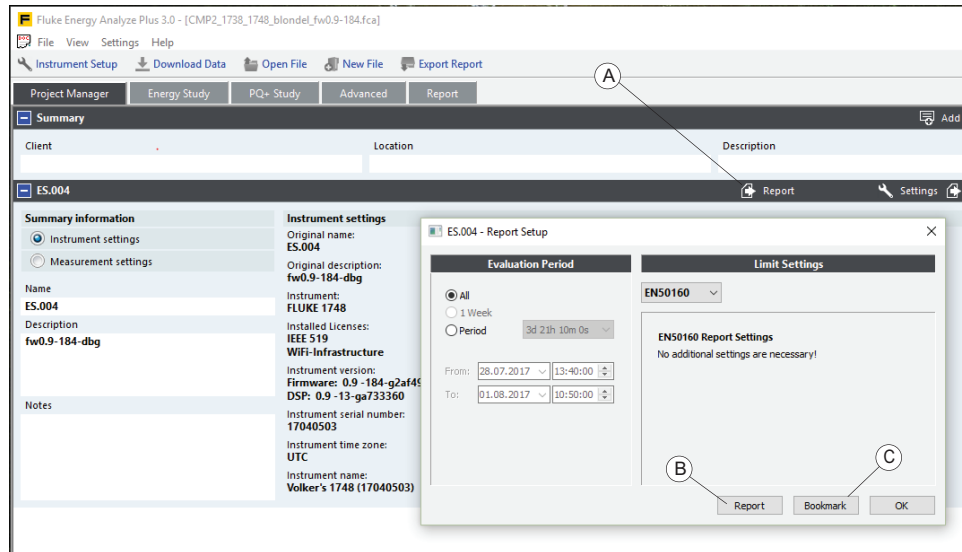 Fluke Energy Analyze Plus 3.0 - [CMP2_1738_1748_blondel_fw0.9-184.fca]
File View Settings Help
Instrument Setup Download Data Open File New File Export Report
A
Project Manager Energy Study PQ+ Study Advanced Report
Summary Add
Client Location Description
ES.004 Report Settings
Summary information
Instrument settings
Measurement settings
Name
ES.004
Description
fw0.9-184-dbg
Notes
Instrument settings
Original name:
ES.004
Original description:
fw0.9-184-dbg
Instrument:
FLUKE 1748
Installed Licenses:
IEEE 519
WiFi-Infrastructure
Instrument version:
Firmware: 0.9 -184-g2af49
DSP: 0.9 -13-ga733360
Instrument serial number:
17040503
Instrument time zone:
UTC
Instrument name:
Volker's 1748 (17040503)
ES.004 - Report Setup
Evaluation Period
All
1 Week
Period 3d 21h 10m 0s
From: 28.07.2017 13:40:00
To: 01.08.2017 10:50:00
Limit Settings
EN50160
EN50160 Report Settings
No additional settings are necessary!
B
C
Report Bookmark OK